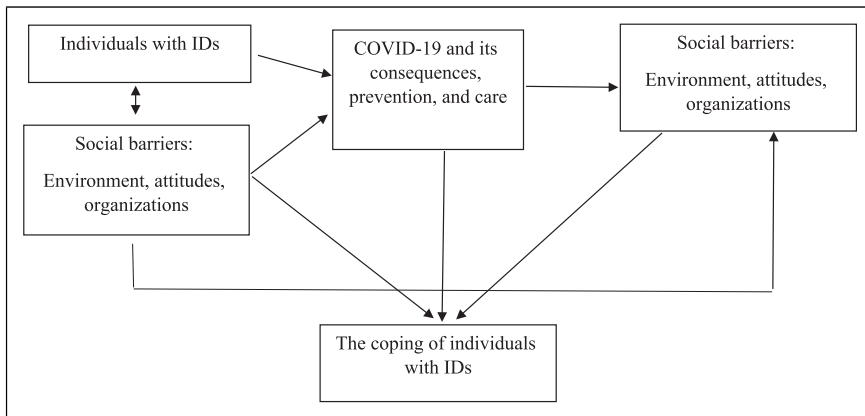 Individuals with IDs
Social barriers:
Environment, attitudes,
organizations
COVID-19 and its
consequences,
prevention, and care
Social barriers:
Environment, attitudes,
organizations
The coping of individuals
with IDs